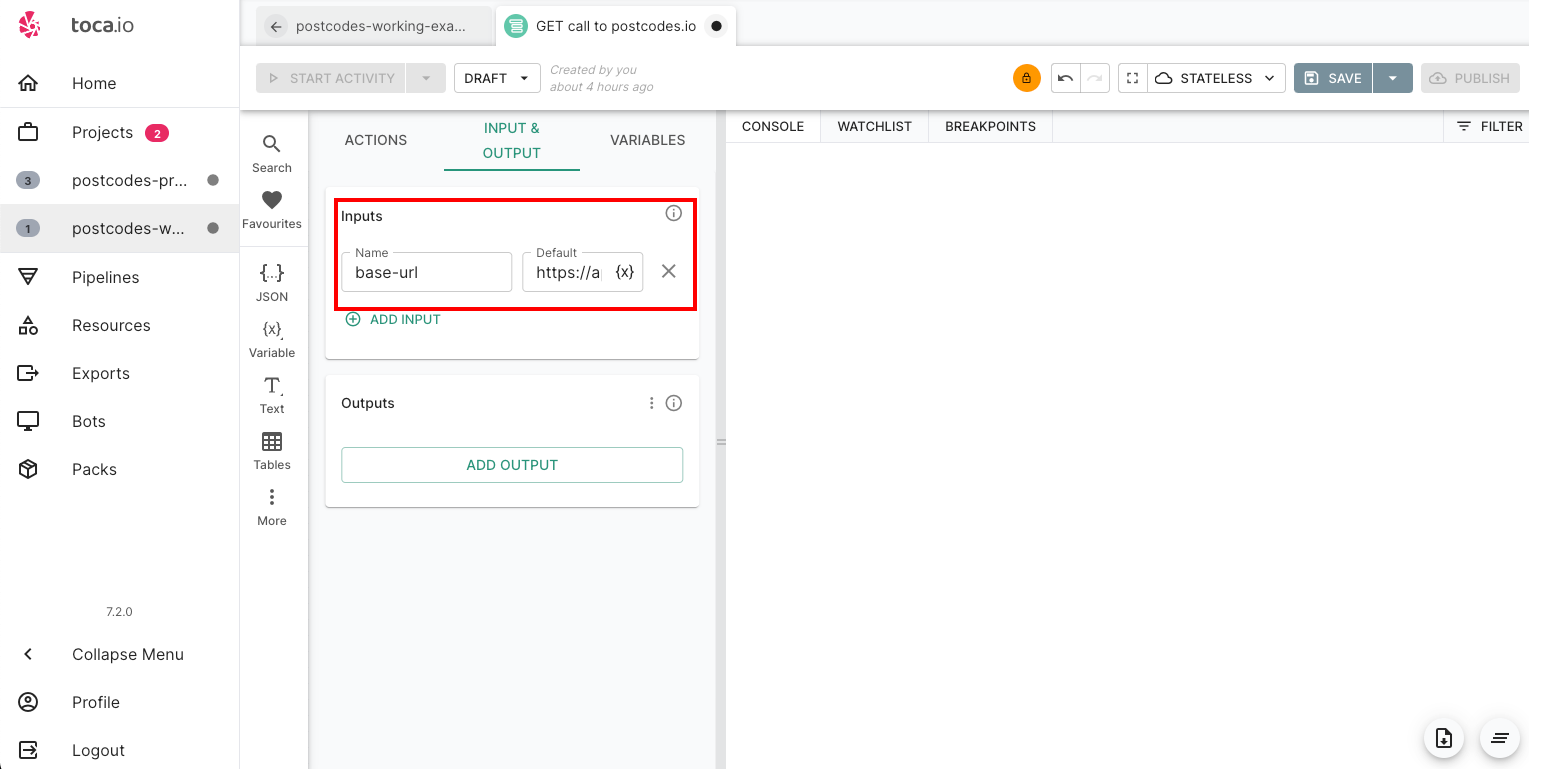 toca.io
Home
Projects 2
3 postcodes-pr...
1 postcodes-w...
Pipelines
Resources
Exports
Bots
Packs
7.2.0
Collapse Menu
Profile
Logout
postcodes-working-exa...
GET call to postcodes.io
START ACTIVITY
DRAFT
Created by you
about 4 hours ago
STATELESS
SAVE
PUBLISH
Search
Favourites
{...}
JSON
{x}
Variable
Text
Tables
More
ACTIONS
INPUT &
OUTPUT
VARIABLES
Inputs
Name
base-url
Default
https://a {x}
ADD INPUT
Outputs
ADD OUTPUT
CONSOLE
WATCHLIST
BREAKPOINTS
FILTER